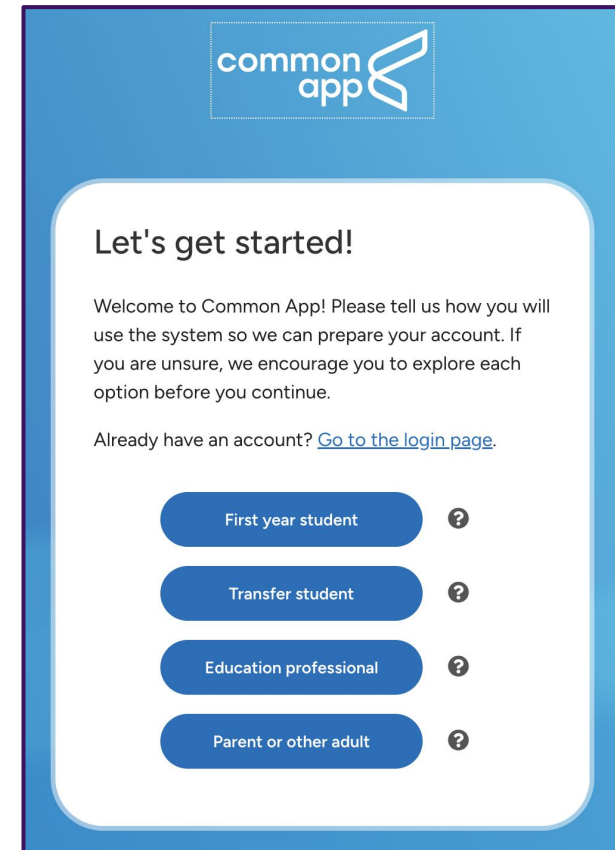 common
app
Let's get started!
Welcome to Common App! Please tell us how you will
use the system so we can prepare your account. If
you are unsure, we encourage you to explore each
option before you continue.
Already have an account? Go to the login page.
First year student ?
Transfer student ?
Education professional ?
Parent or other adult ?